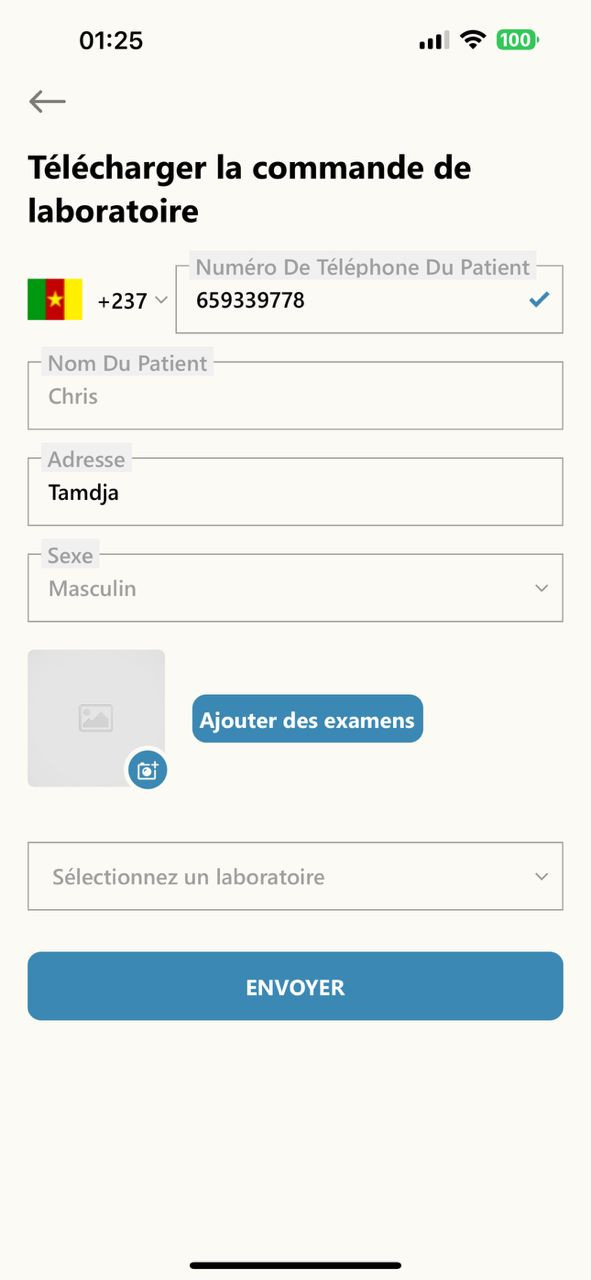 01:25
100
Télécharger la commande de
laboratoire
Numéro De Téléphone Du Patient
+237
659339778
Nom Du Patient
Chris
Adresse
Tamdja
Sexe
Masculin
Ajouter des examens
Sélectionnez un laboratoire
ENVOYER